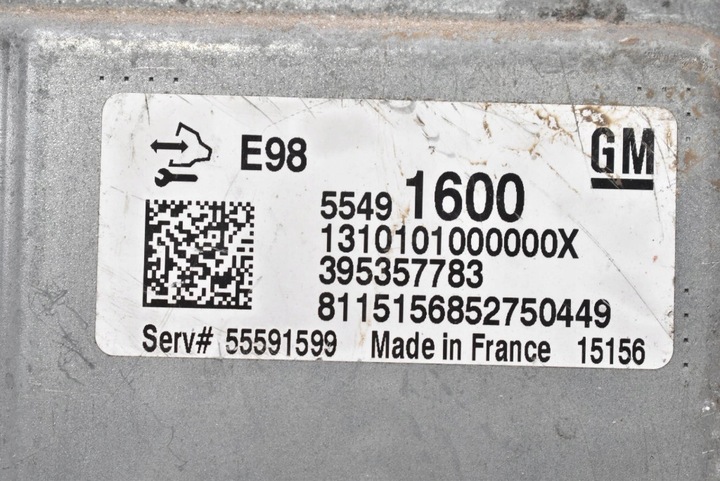 E98
GM
5549 1600
1310101000000X
395357783
8115156852750449
Serv# 55591599 Made in France 15156